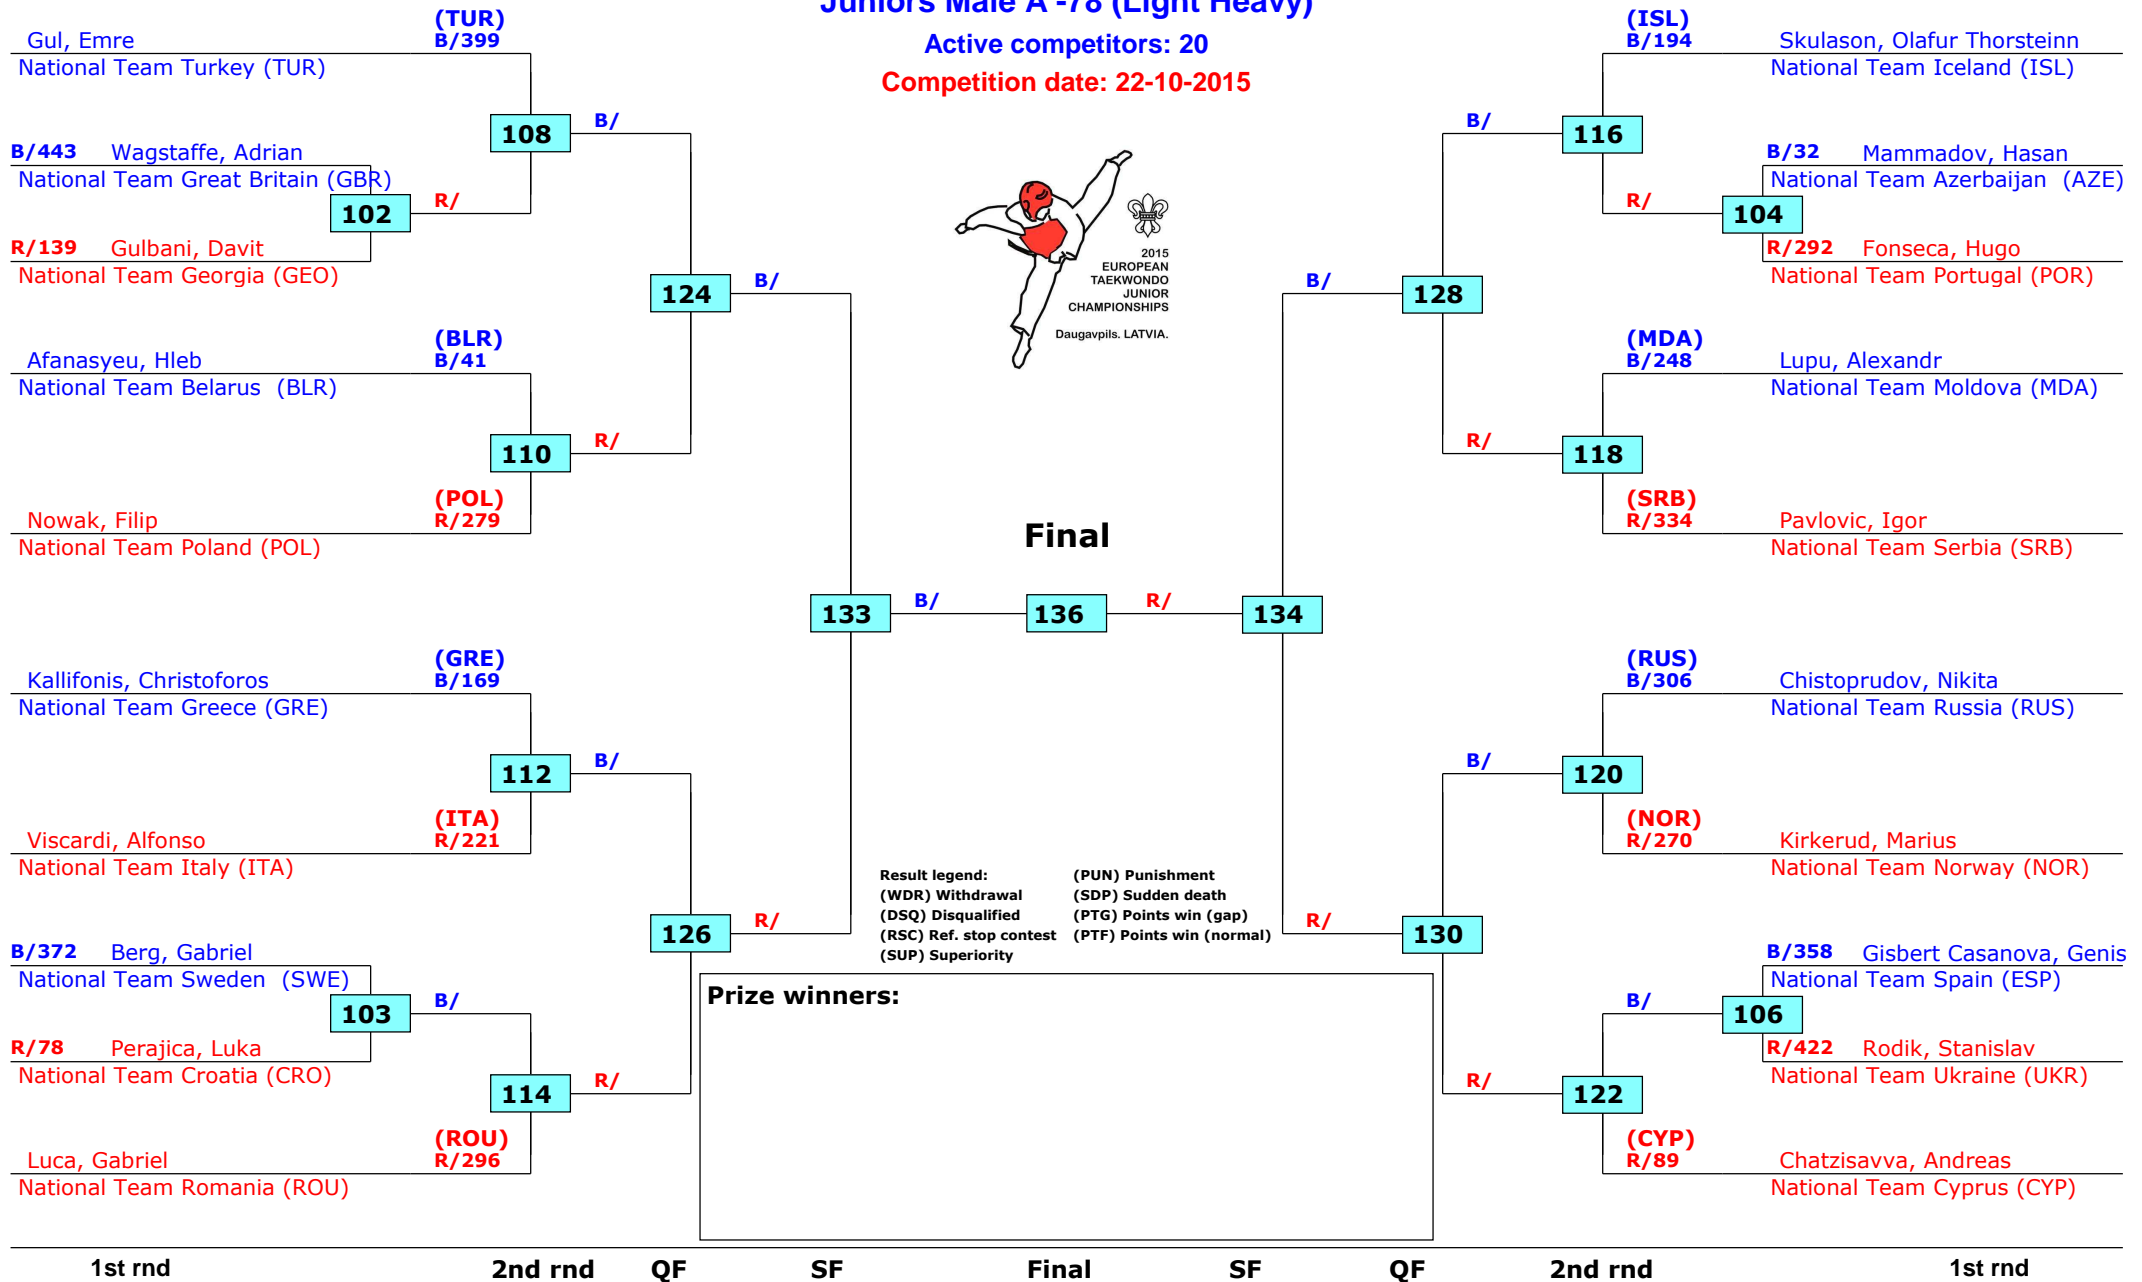 Juniors Male A -78 (Light Heavy)
Active competitors: 20
Competition date: 22-10-2015
(TUR)
Gul, Emre B/399
National Team Turkey (TUR)
108
B/
B/443 Wagstaffe, Adrian
National Team Great Britain (GBR)
102
R/
R/139 Gulbani, Davit
National Team Georgia (GEO)
124
B/
(BLR)
Afanasyeu, Hleb B/41
National Team Belarus (BLR)
110
R/
(POL)
Nowak, Filip R/279
National Team Poland (POL)
133
B/
(GRE)
Kallifonis, Christoforos B/169
National Team Greece (GRE)
112
B/
(ITA)
Viscardi, Alfonso R/221
National Team Italy (ITA)
126
R/
B/372 Berg, Gabriel
National Team Sweden (SWE)
103
B/
R/78 Perajica, Luka
National Team Croatia (CRO)
114
R/
(ROU)
Luca, Gabriel R/296
National Team Romania (ROU)
2015
EUROPEAN
TAEKWONDO
JUNIOR
CHAMPIONSHIPS
Daugavpils. LATVIA.
Final
136
R/
134
(ISL)
B/194 Skulason, Olafur Thorsteinn
National Team Iceland (ISL)
B/
116
B/32 Mammadov, Hasan
National Team Azerbaijan (AZE)
R/
104
R/292 Fonseca, Hugo
National Team Portugal (POR)
B/
128
(MDA)
B/248 Lupu, Alexandr
National Team Moldova (MDA)
R/
118
(SRB)
R/334 Pavlovic, Igor
National Team Serbia (SRB)
(RUS)
B/306 Chistoprudov, Nikita
National Team Russia (RUS)
B/
120
(NOR)
R/270 Kirkerud, Marius
National Team Norway (NOR)
R/
130
B/358 Gisbert Casanova, Genis
National Team Spain (ESP)
B/
106
R/422 Rodik, Stanislav
National Team Ukraine (UKR)
R/
122
(CYP)
R/89 Chatzisavva, Andreas
National Team Cyprus (CYP)
Result legend: (PUN) Punishment
(WDR) Withdrawal (SDP) Sudden death
(DSQ) Disqualified (PTG) Points win (gap)
(RSC) Ref. stop contest (PTF) Points win (normal)
(SUP) Superiority
Prize winners:
1st rnd 2nd rnd QF SF Final SF QF 2nd rnd 1st rnd